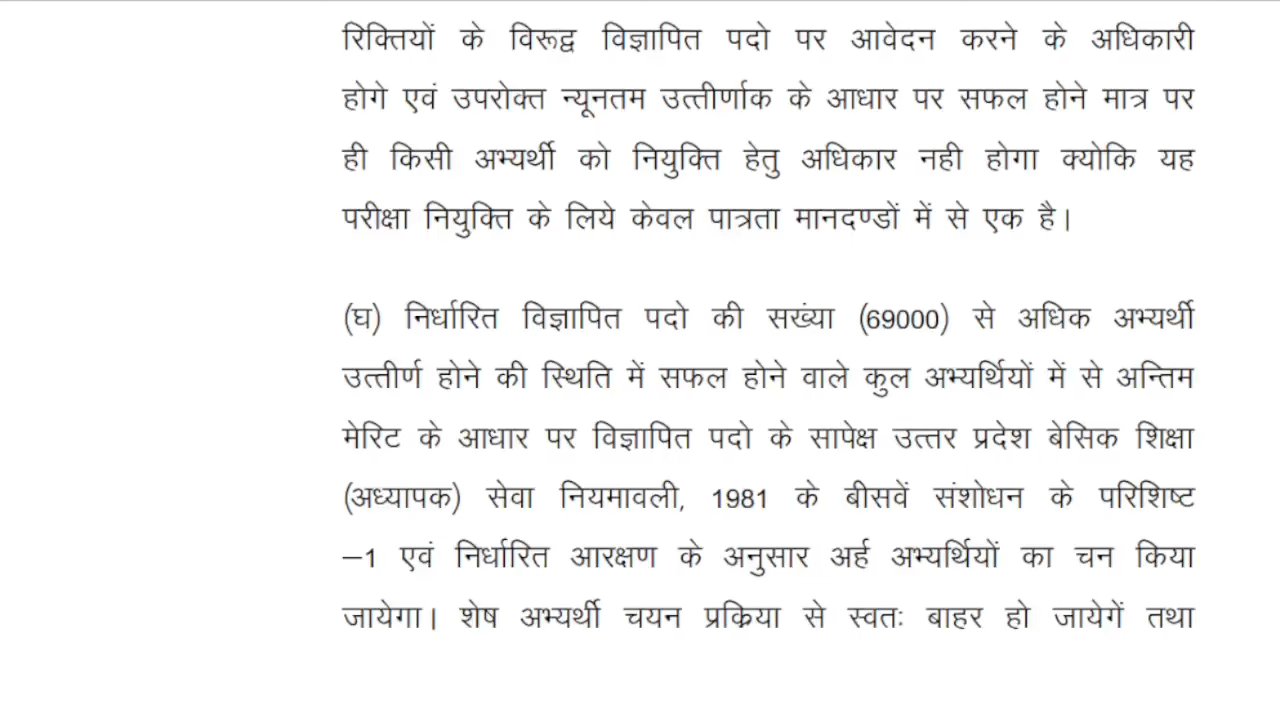 रिक्तियों के विरूद्व विज्ञापित पदो पर आवेदन करने के अधिकारी
होगे एवं उपरोक्त न्यूनतम उत्तीर्णाक के आधार पर सफल होने मात्र पर
ही किसी अभ्यर्थी को नियुक्ति हेतु अधिकार नही होगा क्योकि यह
परीक्षा नियुक्ति के लिये केवल पात्रता मानदण्डों में से एक है।
(घ) निर्धारित विज्ञापित पदो की सख्ंया (69000) से अधिक अभ्यर्थी
उत्तीर्ण होने की स्थिति में सफल होने वाले कुल अभ्यर्थियों में से अन्तिम
मेरिट के आधार पर विज्ञापित पदो के सापेक्ष उत्तर प्रदेश बेसिक शिक्षा
(अध्यापक) सेवा नियमावली, 1981 के बीसवें संशोधन के परिशिष्ट
–1 एवं निर्धारित आरक्षण के अनुसार अर्ह अभ्यर्थियों का चन किया
जायेगा। शेष अभ्यर्थी चयन प्रक्रिया से स्वतः बाहर हो जायेगें तथा